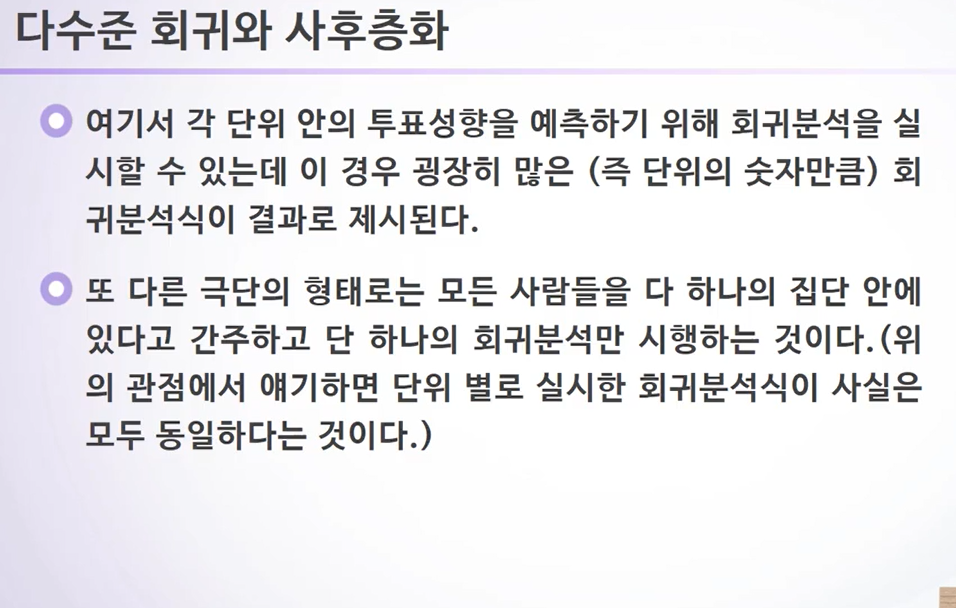 다수준 회귀와 사후층화
여기서 각 단위 안의 투표성향을 예측하기 위해 회귀분석을 실
시할 수 있는데 이 경우 굉장히 많은 (즉 단위의 숫자만큼) 회
귀분석식이 결과로 제시된다.
또 다른 극단의 형태로는 모든 사람들을 다 하나의 집단 안에
있다고 간주하고 단 하나의 회귀분석만 시행하는 것이다.(위
의 관점에서 얘기하면 단위 별로 실시한 회귀분석식이 사실은
모두 동일하다는 것이다.)